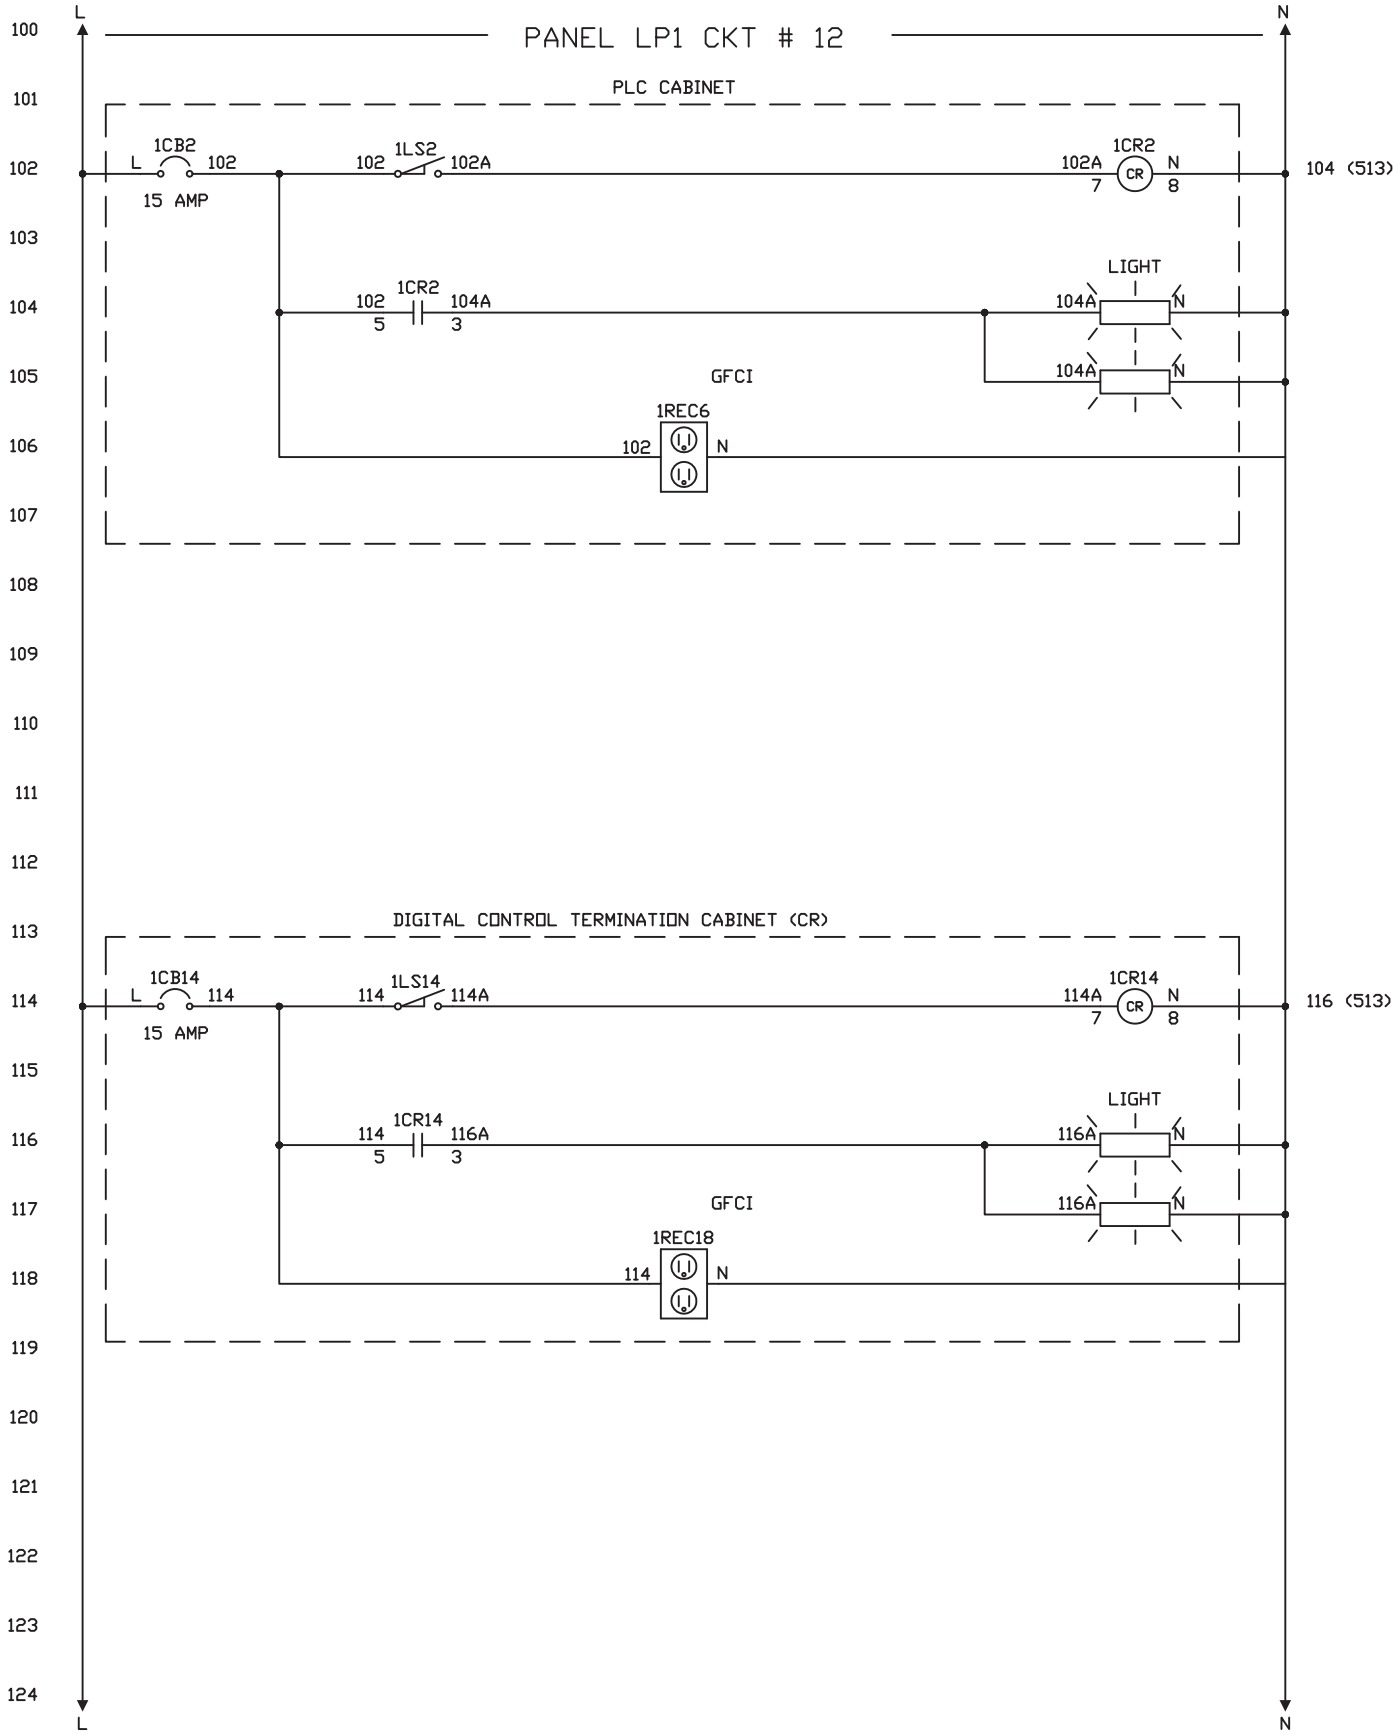 L N
100 PANEL LP1 CKT # 12
PLC CABINET
101
1CB2 1LS2 1CR2
102 L 102 102 102A 102A CR N 104 (513)
7 8
15 AMP
103
LIGHT
1CR2
104 102 104A 104A N
5 3
105 GFCI 104A N
1REC6
106 102 N
107
108
109
110
111
112
DIGITAL CONTROL TERMINATION CABINET (CR)
113
1CB14 1LS14 1CR14
114 L 114 114 114A 114A CR N 116 (513)
7 8
15 AMP
115
LIGHT
1CR14
116 114 116A 116A N
5 3
117 GFCI 116A N
1REC18
118 114 N
119
120
121
122
123
124
L N